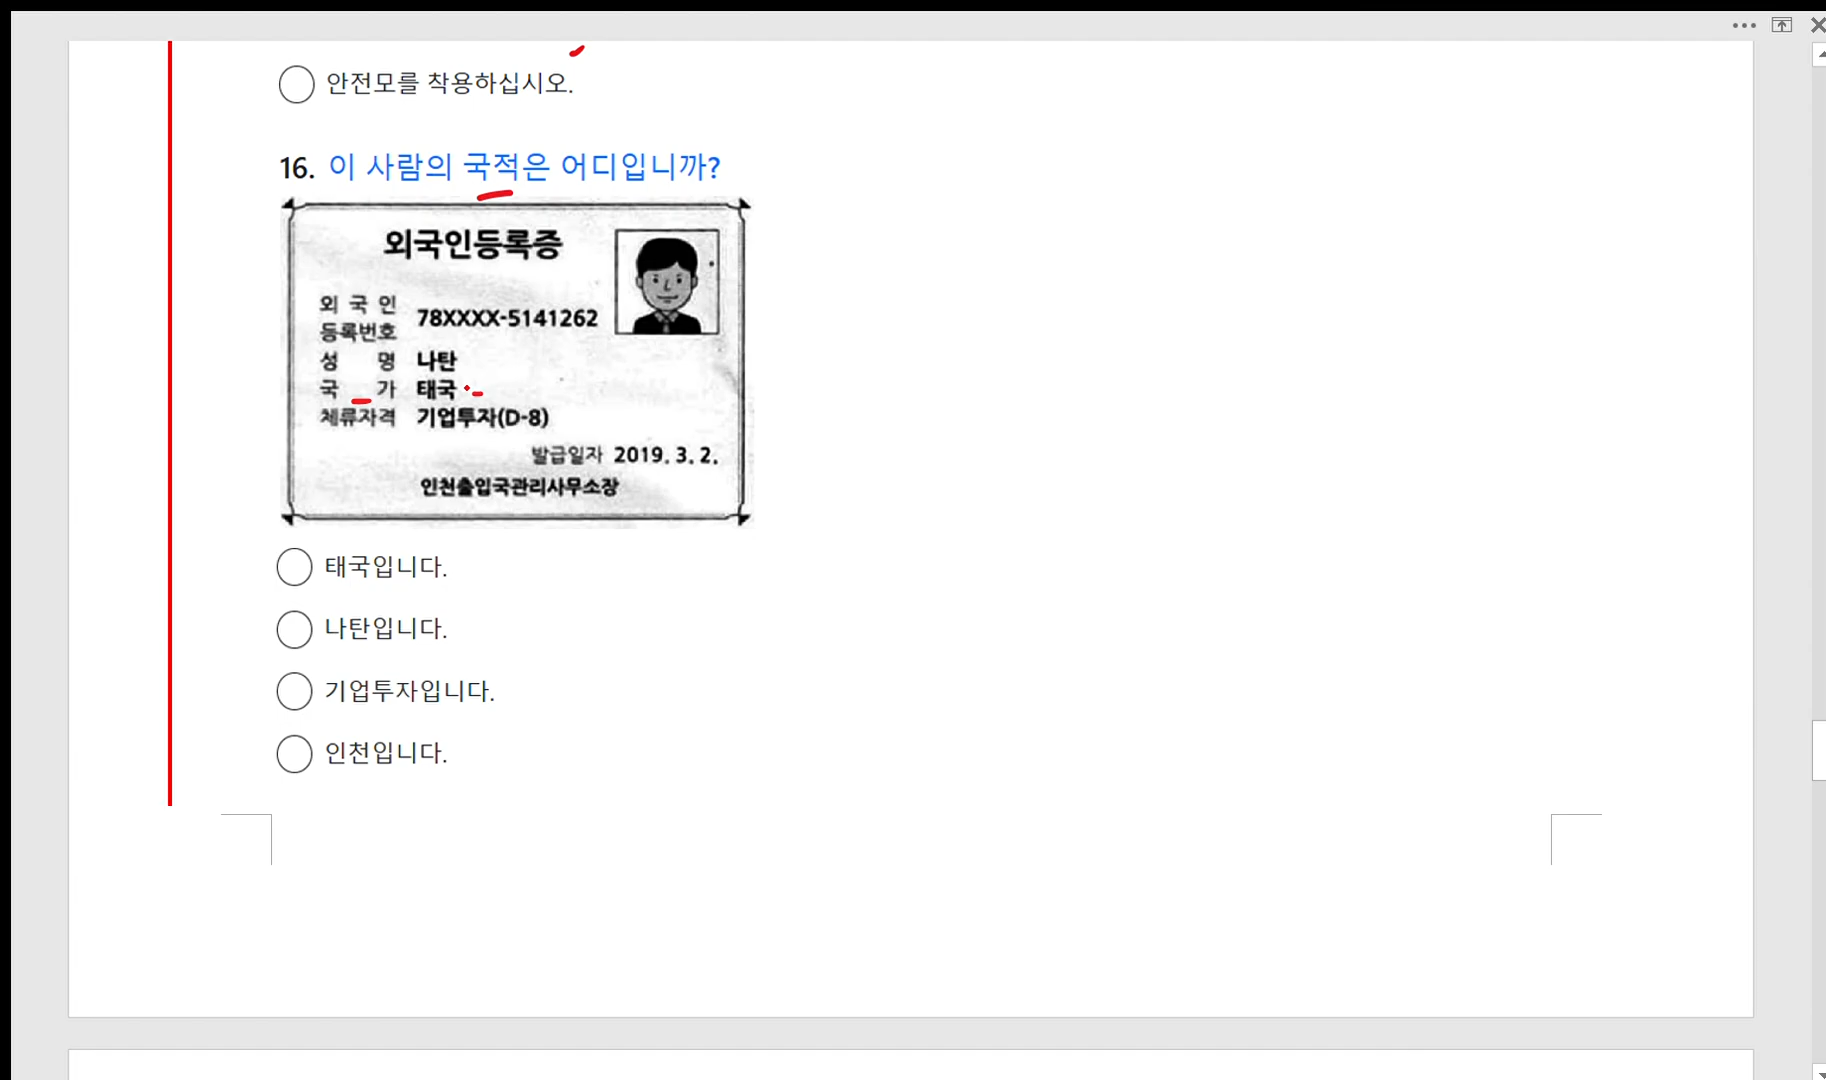 안전모를 착용하십시오.
16. 이 사람의 국적은 어디입니까?
외국인등록증
외 국 인
등록번호 78XXXX-5141262
성 명 나탄
국 가 태국
체류자격 기업투자(D-8)
발급일자 2019. 3. 2.
인천출입국관리사무소장
태국입니다.
나탄입니다.
기업투자입니다.
인천입니다.